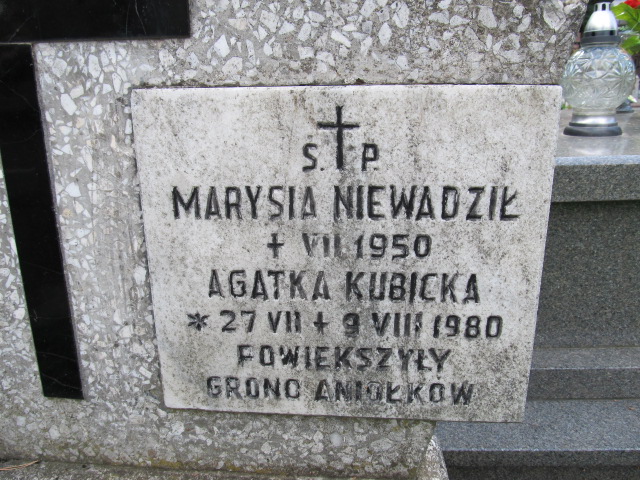 Ś. P.
MARYSIA NIEWADZIŁ
+ VII 1950
AGATKA KUBICKA
* 27 VII + 9 VIII 1980
POWIEKSZYŁY
GRONO ANIOŁKÓW